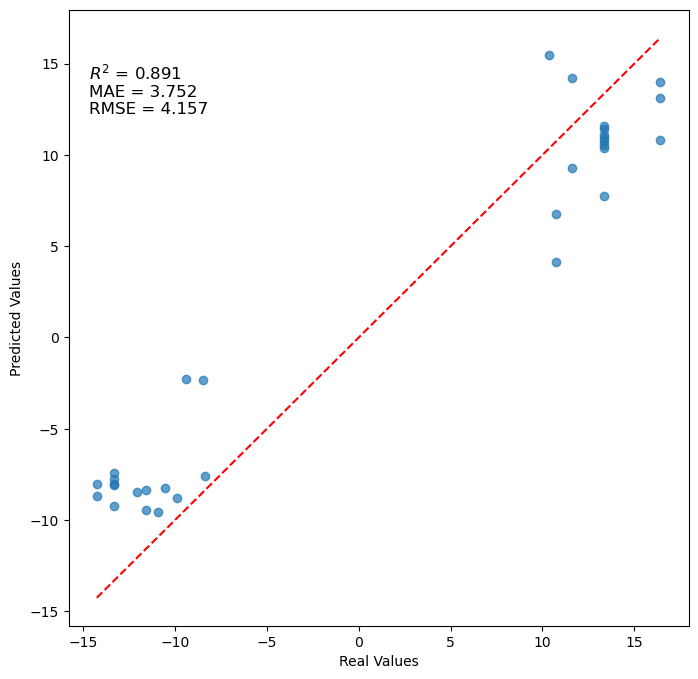 R² = 0.891
MAE = 3.752
RMSE = 4.157
15
10
5
0
−5
−10
−15
Predicted Values
−15 −10 −5 0 5 10 15
Real Values